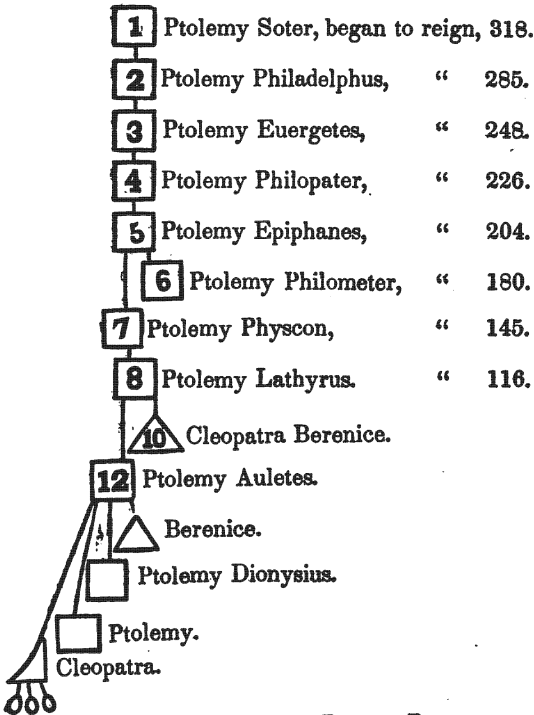 1 Ptolemy Soter, began to reign, 318.
2 Ptolemy Philadelphus, “ 285.
3 Ptolemy Euergetes, “ 248.
4 Ptolemy Philopater, “ 226.
5 Ptolemy Epiphanes, “ 204.
6 Ptolemy Philometer, “ 180.
7 Ptolemy Physcon, “ 145.
8 Ptolemy Lathyrus. “ 116.
10 Cleopatra Berenice.
12 Ptolemy Auletes.
Berenice.
Ptolemy Dionysius.
Ptolemy.
Cleopatra.